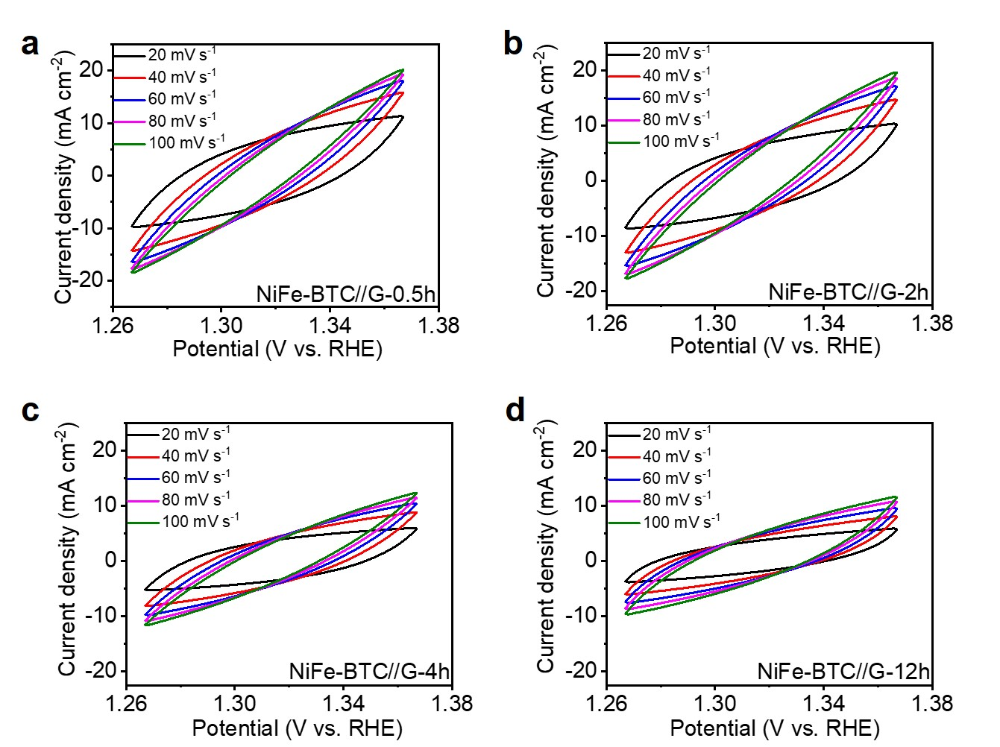 a
Current density (mA cm-2)
20
10
0
-10
-20
20 mV s-1
40 mV s-1
60 mV s-1
80 mV s-1
100 mV s-1
NiFe-BTC//G-0.5h
1.26 1.30 1.34 1.38
Potential (V vs. RHE)
b
Current density (mA cm-2)
20
10
0
-10
-20
20 mV s-1
40 mV s-1
60 mV s-1
80 mV s-1
100 mV s-1
NiFe-BTC//G-2h
1.26 1.30 1.34 1.38
Potential (V vs. RHE)
c
Current density (mA cm-2)
20
10
0
-10
-20
20 mV s-1
40 mV s-1
60 mV s-1
80 mV s-1
100 mV s-1
NiFe-BTC//G-4h
1.26 1.30 1.34 1.38
Potential (V vs. RHE)
d
Current density (mA cm-2)
20
10
0
-10
-20
20 mV s-1
40 mV s-1
60 mV s-1
80 mV s-1
100 mV s-1
NiFe-BTC//G-12h
1.26 1.30 1.34 1.38
Potential (V vs. RHE)